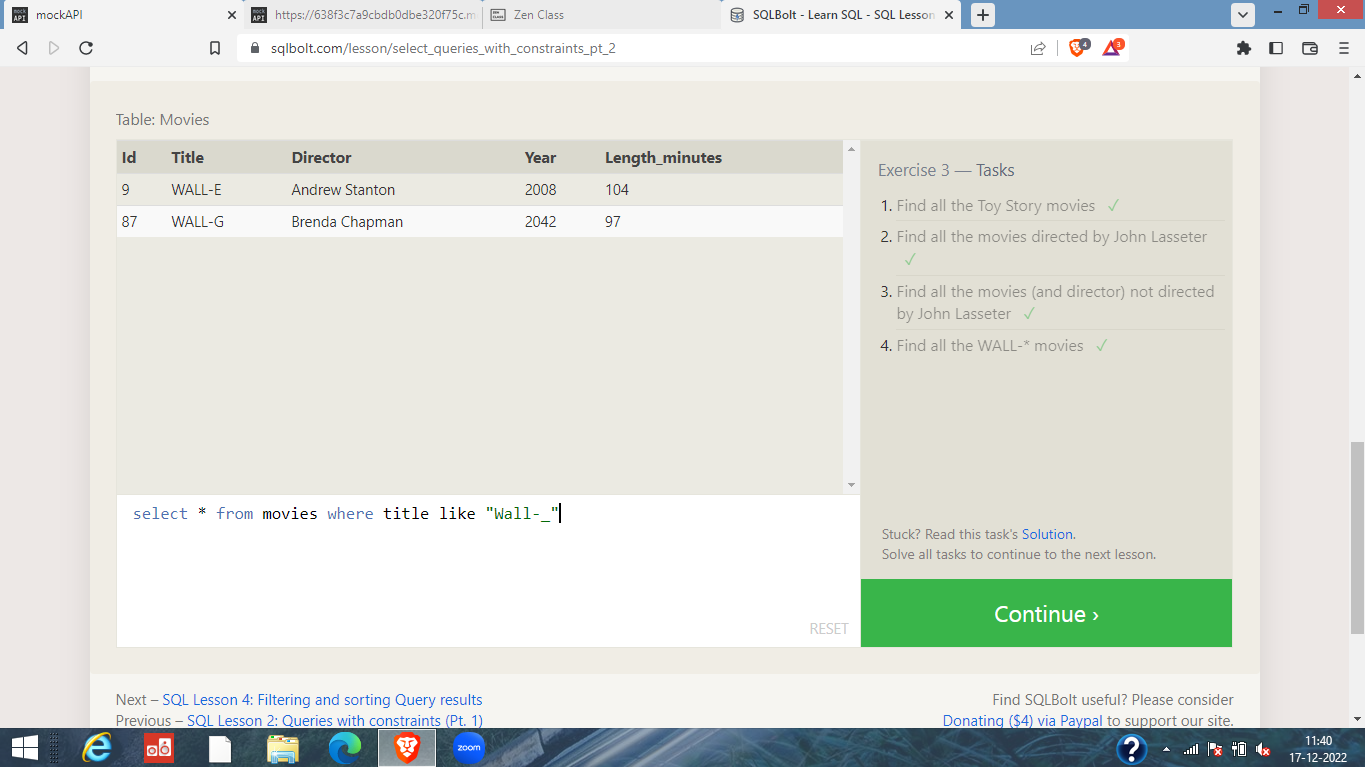 mockAPI
https://638f3c7a9cbdb0dbe320f75c.m
Zen Class
SQLBolt - Learn SQL - SQL Lesson
sqlbolt.com/lesson/select_queries_with_constraints_pt_2
4
3
Table: Movies
Id Title Director Year Length_minutes
9 WALL-E Andrew Stanton 2008 104
87 WALL-G Brenda Chapman 2042 97
select * from movies where title like "Wall-_"
RESET
Exercise 3 — Tasks
1. Find all the Toy Story movies ✓
2. Find all the movies directed by John Lasseter
✓
3. Find all the movies (and director) not directed
by John Lasseter ✓
4. Find all the WALL-* movies ✓
Stuck? Read this task's Solution.
Solve all tasks to continue to the next lesson.
Continue ›
Next – SQL Lesson 4: Filtering and sorting Query results
Previous – SQL Lesson 2: Queries with constraints (Pt. 1)
Find SQLBolt useful? Please consider
Donating ($4) via Paypal to support our site.
zoom
11:40
17-12-2022